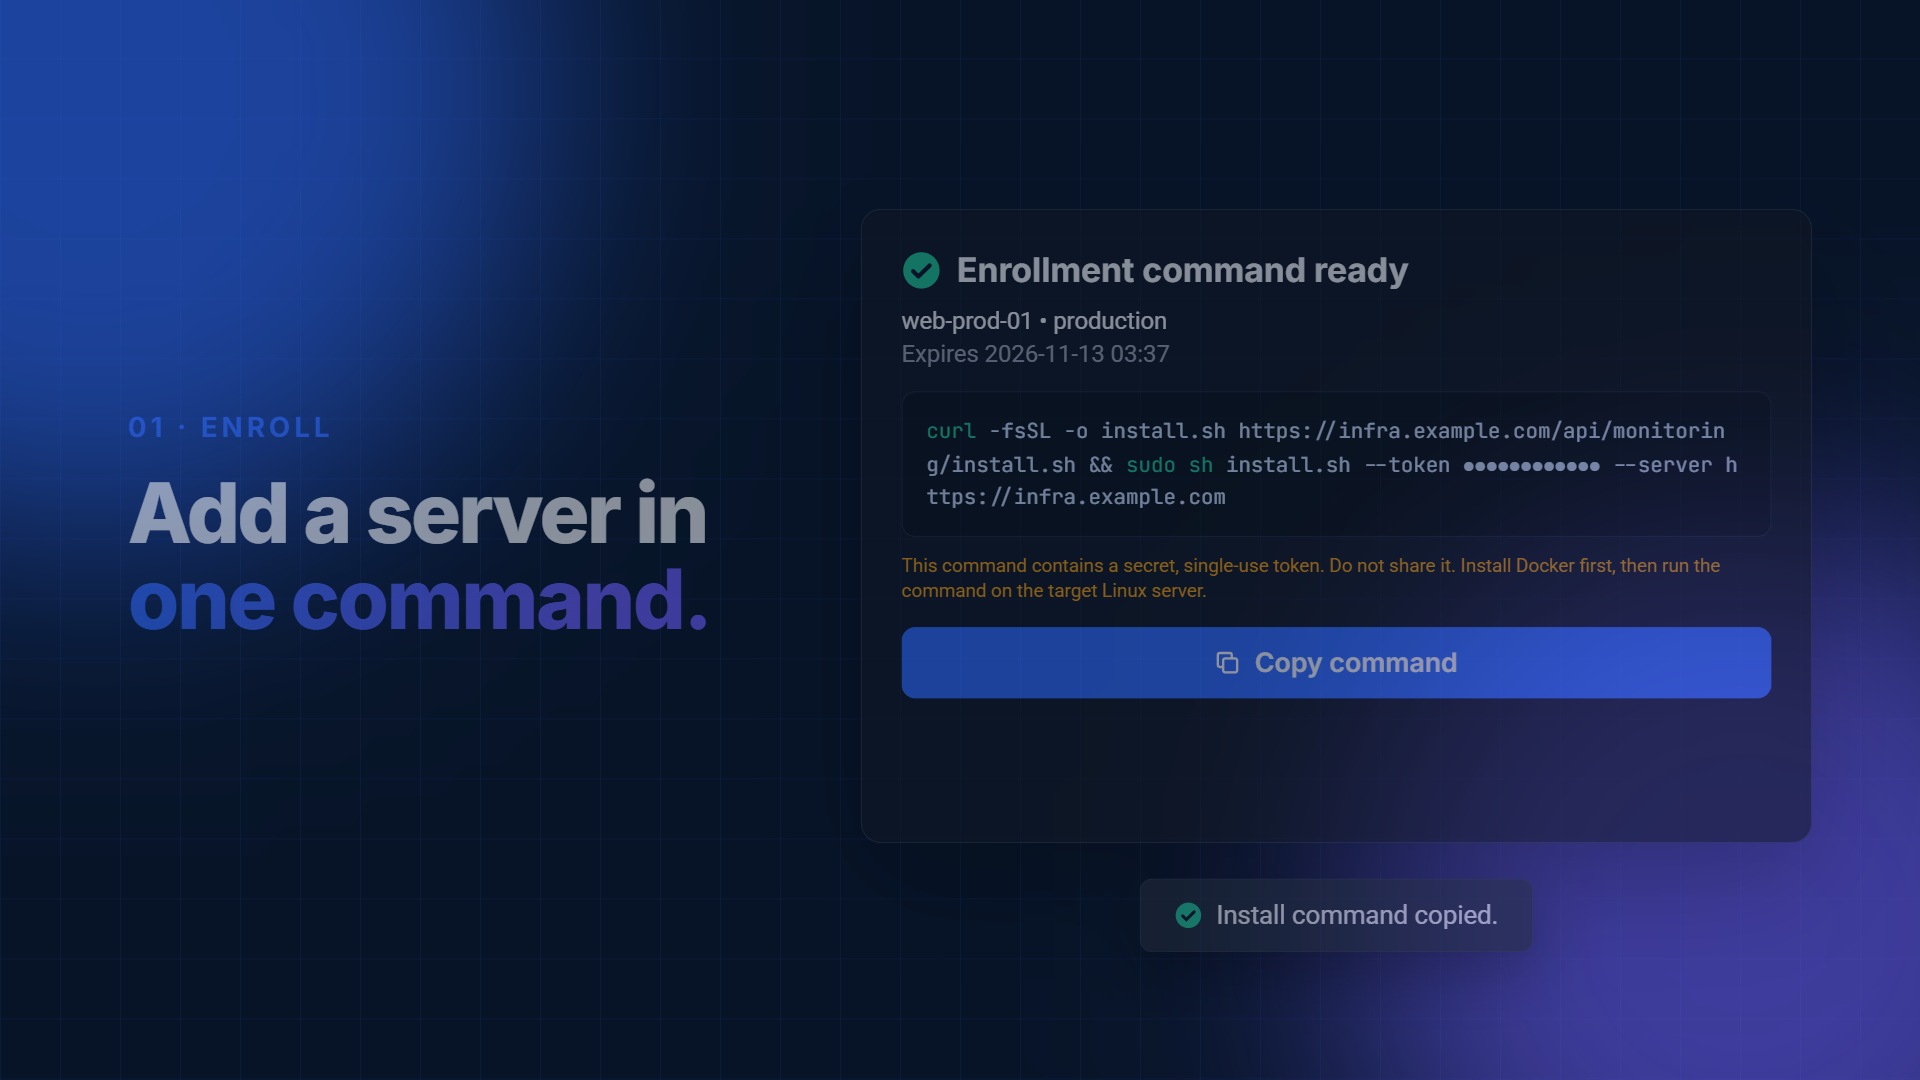 01 · ENROLL
Add a server in
one command.
Enrollment command ready
web-prod-01 • production
Expires 2026-11-13 03:37
curl -fsSL -o install.sh https://infra.example.com/api/monitorin
g/install.sh && sudo sh install.sh --token ●●●●●●●●●●●● --server h
ttps://infra.example.com
This command contains a secret, single-use token. Do not share it. Install Docker first, then run the
command on the target Linux server.
Copy command
Install command copied.